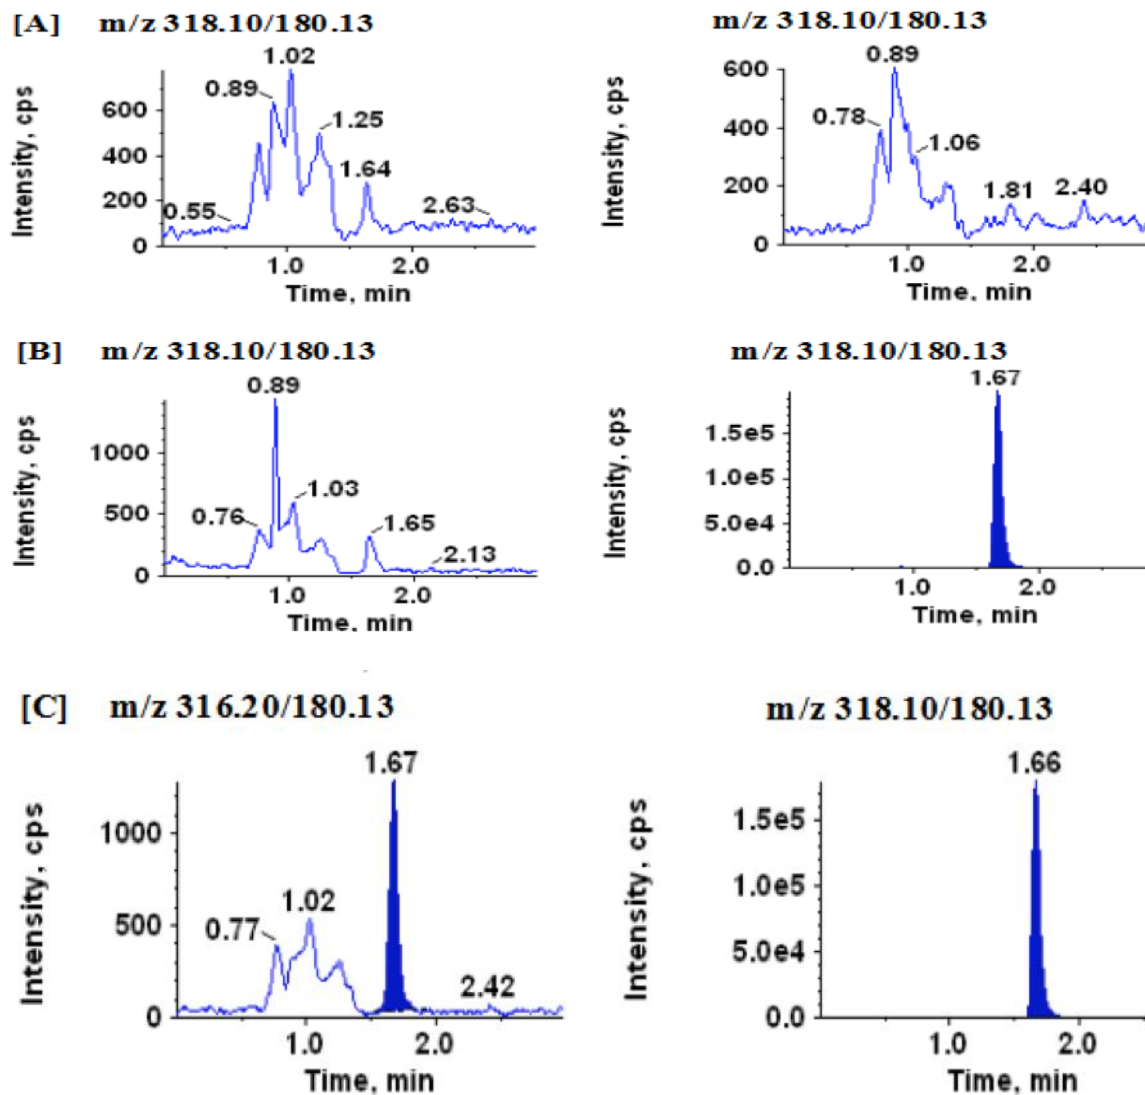 [A] m/z 318.10/180.13
Intensity, cps
600
400
200
0
0.55
0.89
1.02
1.25
1.64
2.63
1.0
2.0
Time, min
m/z 318.10/180.13
Intensity, cps
600
400
200
0
0.78
0.89
1.06
1.81
2.40
1.0
2.0
Time, min
[B] m/z 318.10/180.13
Intensity, cps
1000
500
0
0.76
0.89
1.03
1.65
2.13
1.0
2.0
Time, min
m/z 318.10/180.13
Intensity, cps
1.5e5
1.0e5
5.0e4
0.0
1.67
1.0
2.0
Time, min
[C] m/z 316.20/180.13
Intensity, cps
1000
500
0
0.77
1.02
1.67
2.42
1.0
2.0
Time, min
m/z 318.10/180.13
Intensity, cps
1.5e5
1.0e5
5.0e4
0.0
1.66
1.0
2.0
Time, min